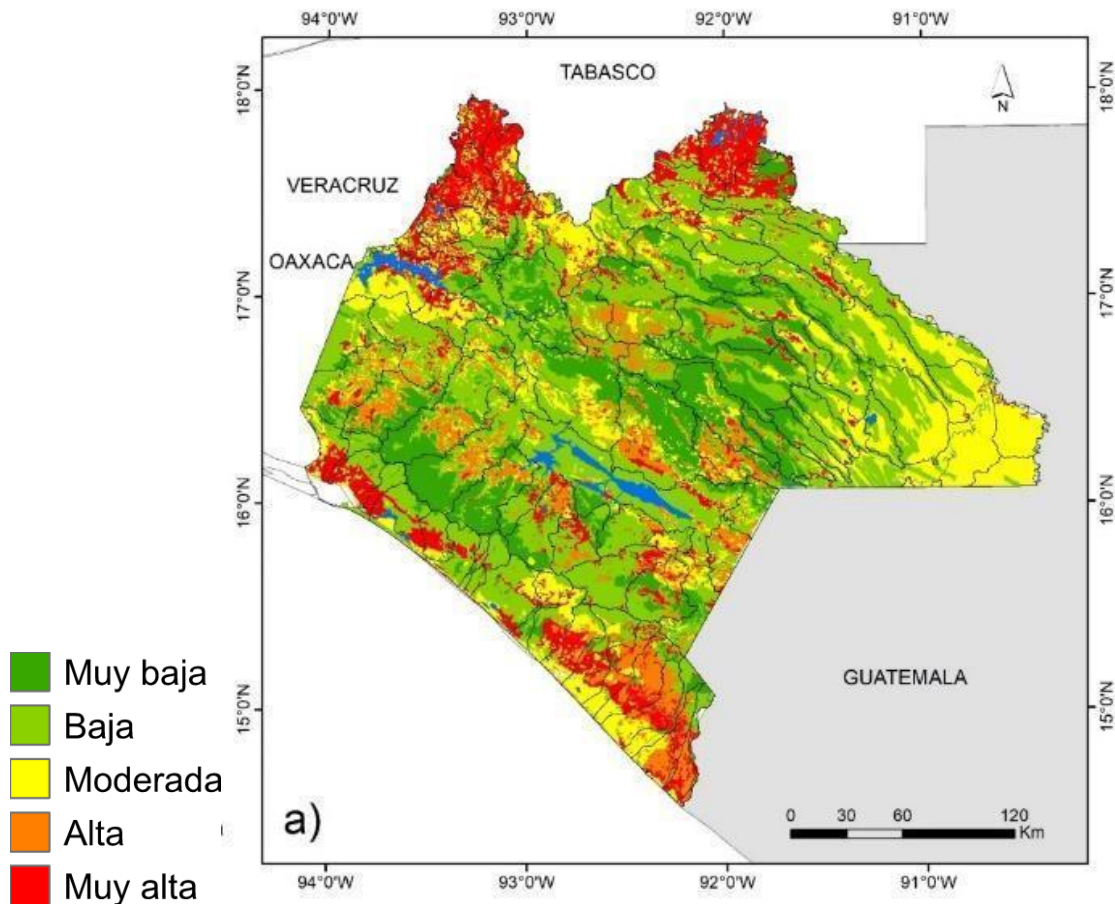 94°0'W 93°0'W 92°0'W 91°0'W
TABASCO
18°0'N 18°0'N
N
VERACRUZ
OAXACA
17°0'N 17°0'N
16°0'N 16°0'N
Muy baja
GUATEMALA
15°0'N 15°0'N
Baja
Moderada
a)
0 30 60 120
Km
Alta
Muy alta
94°0'W 93°0'W 92°0'W 91°0'W